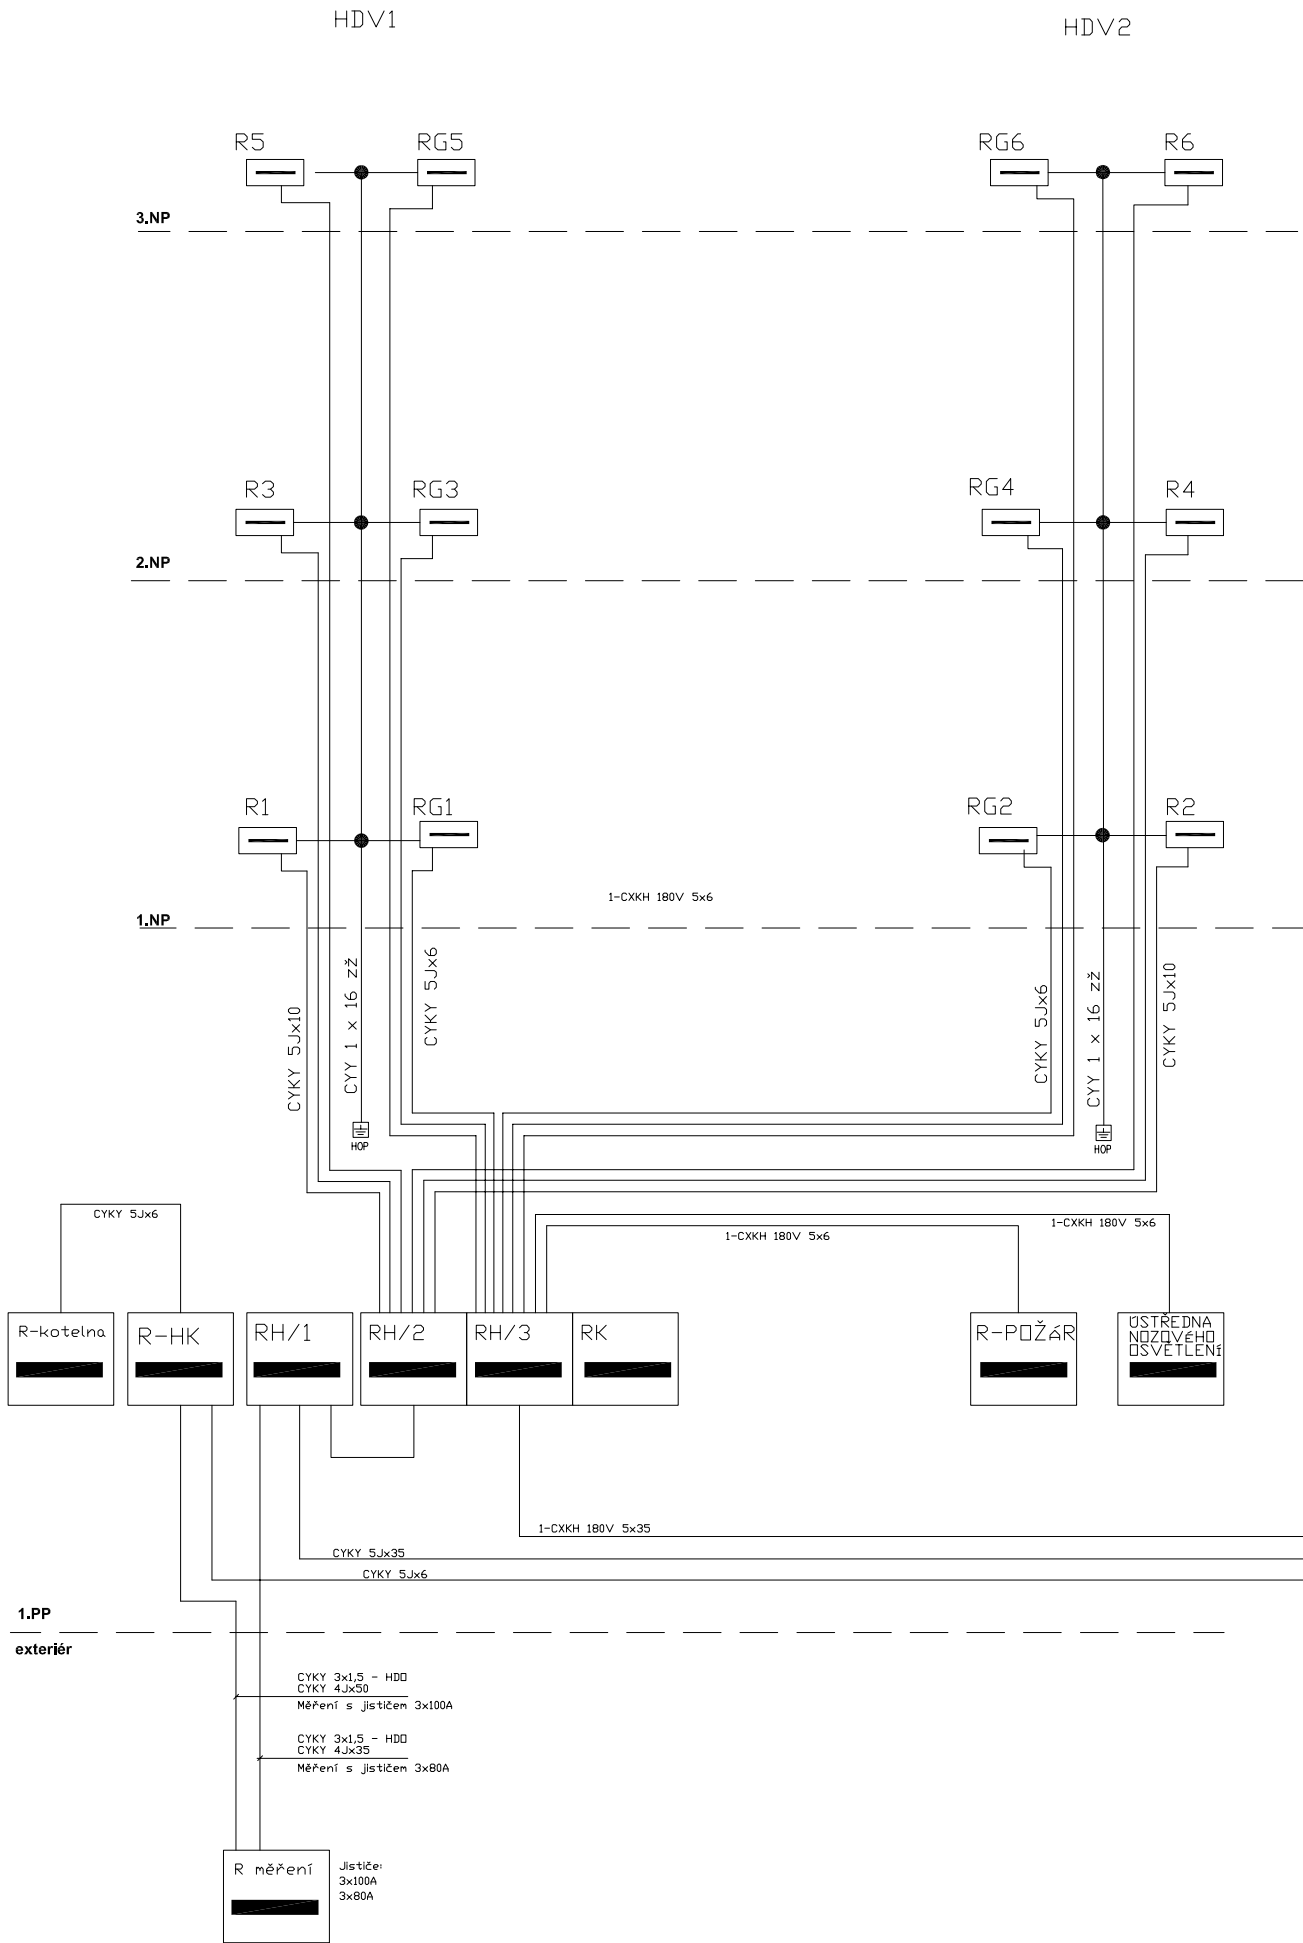 HDV1
HDV2
R5
RG5
RG6
R6
3.NP
R3
RG3
RG4
R4
2.NP
R1
RG1
RG2
R2
1-CXKH 180V 5x6
1.NP
CYKY 5Jx10
CYY 1 x 16 zž
CYKY 5Jx6
CYKY 5Jx6
CYY 1 x 16 zž
CYKY 5Jx10
HOP
HOP
CYKY 5Jx6
1-CXKH 180V 5x6
1-CXKH 180V 5x6
R-kotelna
R-HK
RH/1
RH/2
RH/3
RK
R-POŽÁR
ÚSTŘEDNA
NOZOVÉHO
OSVĚTLENÍ
1-CXKH 180V 5x35
CYKY 5Jx35
CYKY 5Jx6
1.PP
exteriér
CYKY 3x1,5 - HDO
CYKY 4Jx50
Měření s jističem 3x100A
CYKY 3x1,5 - HDO
CYKY 4Jx35
Měření s jističem 3x80A
R měření
Jističe:
3x100A
3x80A